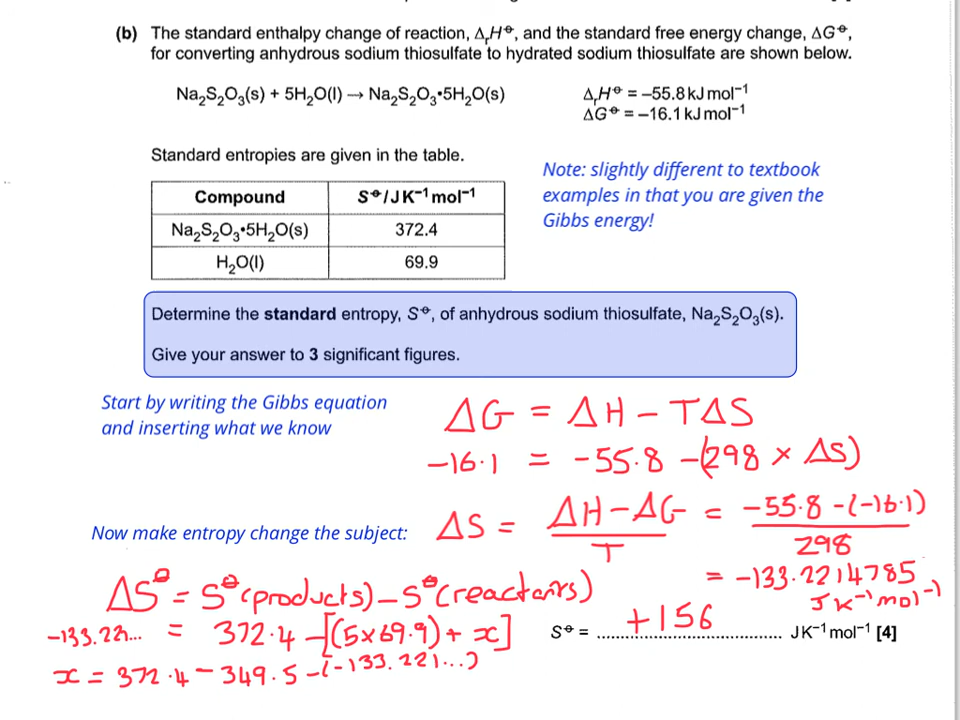 (b) The standard enthalpy change of reaction, ΔᵣH⦵, and the standard free energy change, ΔG⦵,
for converting anhydrous sodium thiosulfate to hydrated sodium thiosulfate are shown below.
Na₂S₂O₃(s) + 5H₂O(l) → Na₂S₂O₃•5H₂O(s)
ΔᵣH⦵ = –55.8 kJ mol⁻¹
ΔG⦵ = –16.1 kJ mol⁻¹
Standard entropies are given in the table.
Note: slightly different to textbook
examples in that you are given the
Gibbs energy!
Compound S⦵/J K⁻¹ mol⁻¹
Na₂S₂O₃•5H₂O(s) 372.4
H₂O(l) 69.9
Determine the standard entropy, S⦵, of anhydrous sodium thiosulfate, Na₂S₂O₃(s).
Give your answer to 3 significant figures.
Start by writing the Gibbs equation
and inserting what we know
ΔG = ΔH – TΔS
–16.1 = –55.8 –(298 × ΔS)
Now make entropy change the subject:
ΔS = ΔH – ΔG / T = –55.8 –(–16.1) / 298
= –133.2214785
JK⁻¹mol⁻¹
ΔS⦵ = S⦵(products) – S⦵(reactants)
–133.22... = 372.4 –[(5×69.9) + x]
x = 372.4 – 349.5 –(–133.221...)
S⦵ = +156 J K⁻¹ mol⁻¹ [4]